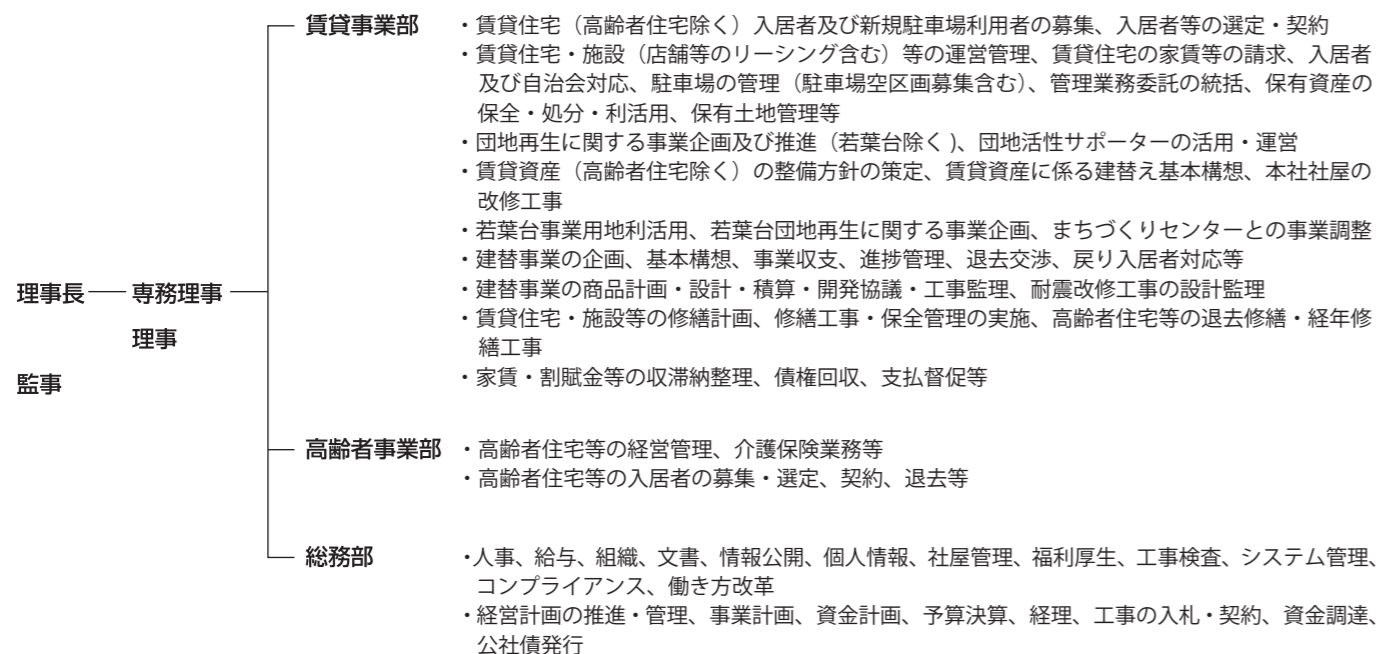 賃貸事業部
・賃貸住宅（高齢者住宅除く）入居者及び新規駐車場利用者の募集、入居者等の選定・契約
・賃貸住宅・施設（店舗等のリーシング含む）等の運営管理、賃貸住宅の家賃等の請求、入居者
及び自治会対応、駐車場の管理（駐車場空区画募集含む）、管理業務委託の統括、保有資産の
保全・処分・利活用、保有土地管理等
・団地再生に関する事業企画及び推進（若葉台除く)、団地活性サポーターの活用・運営
・賃貸資産（高齢者住宅除く）の整備方針の策定、賃貸資産に係る建替え基本構想、本社社屋の
改修工事
・若葉台事業用地利活用、若葉台団地再生に関する事業企画、まちづくりセンターとの事業調整
・建替事業の企画、基本構想、事業収支、進捗管理、退去交渉、戻り入居者対応等
・建替事業の商品計画・設計・積算・開発協議・工事監理、耐震改修工事の設計監理
・賃貸住宅・施設等の修繕計画、修繕工事・保全管理の実施、高齢者住宅等の退去修繕・経年修
繕工事
・家賃・割賦金等の収滞納整理、債権回収、支払督促等
理事長 専務理事
理事
監事
高齢者事業部
・高齢者住宅等の経営管理、介護保険業務等
・高齢者住宅等の入居者の募集・選定、契約、退去等
総務部
・人事、給与、組織、文書、情報公開、個人情報、社屋管理、福利厚生、工事検査、システム管理、
コンプライアンス、働き方改革
・経営計画の推進・管理、事業計画、資金計画、予算決算、経理、工事の入札・契約、資金調達、
公社債発行